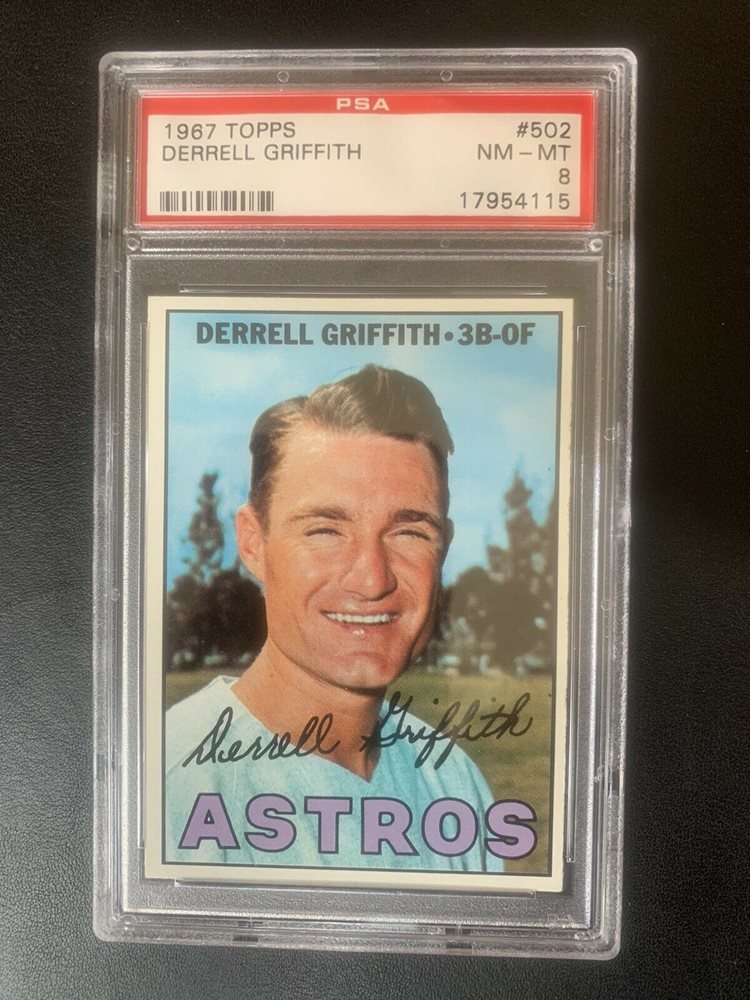 PSA
1967 TOPPS #502
DERRELL GRIFFITH NM-MT
8
17954115
DERRELL GRIFFITH•3B-OF
Derrell Griffith
ASTROS